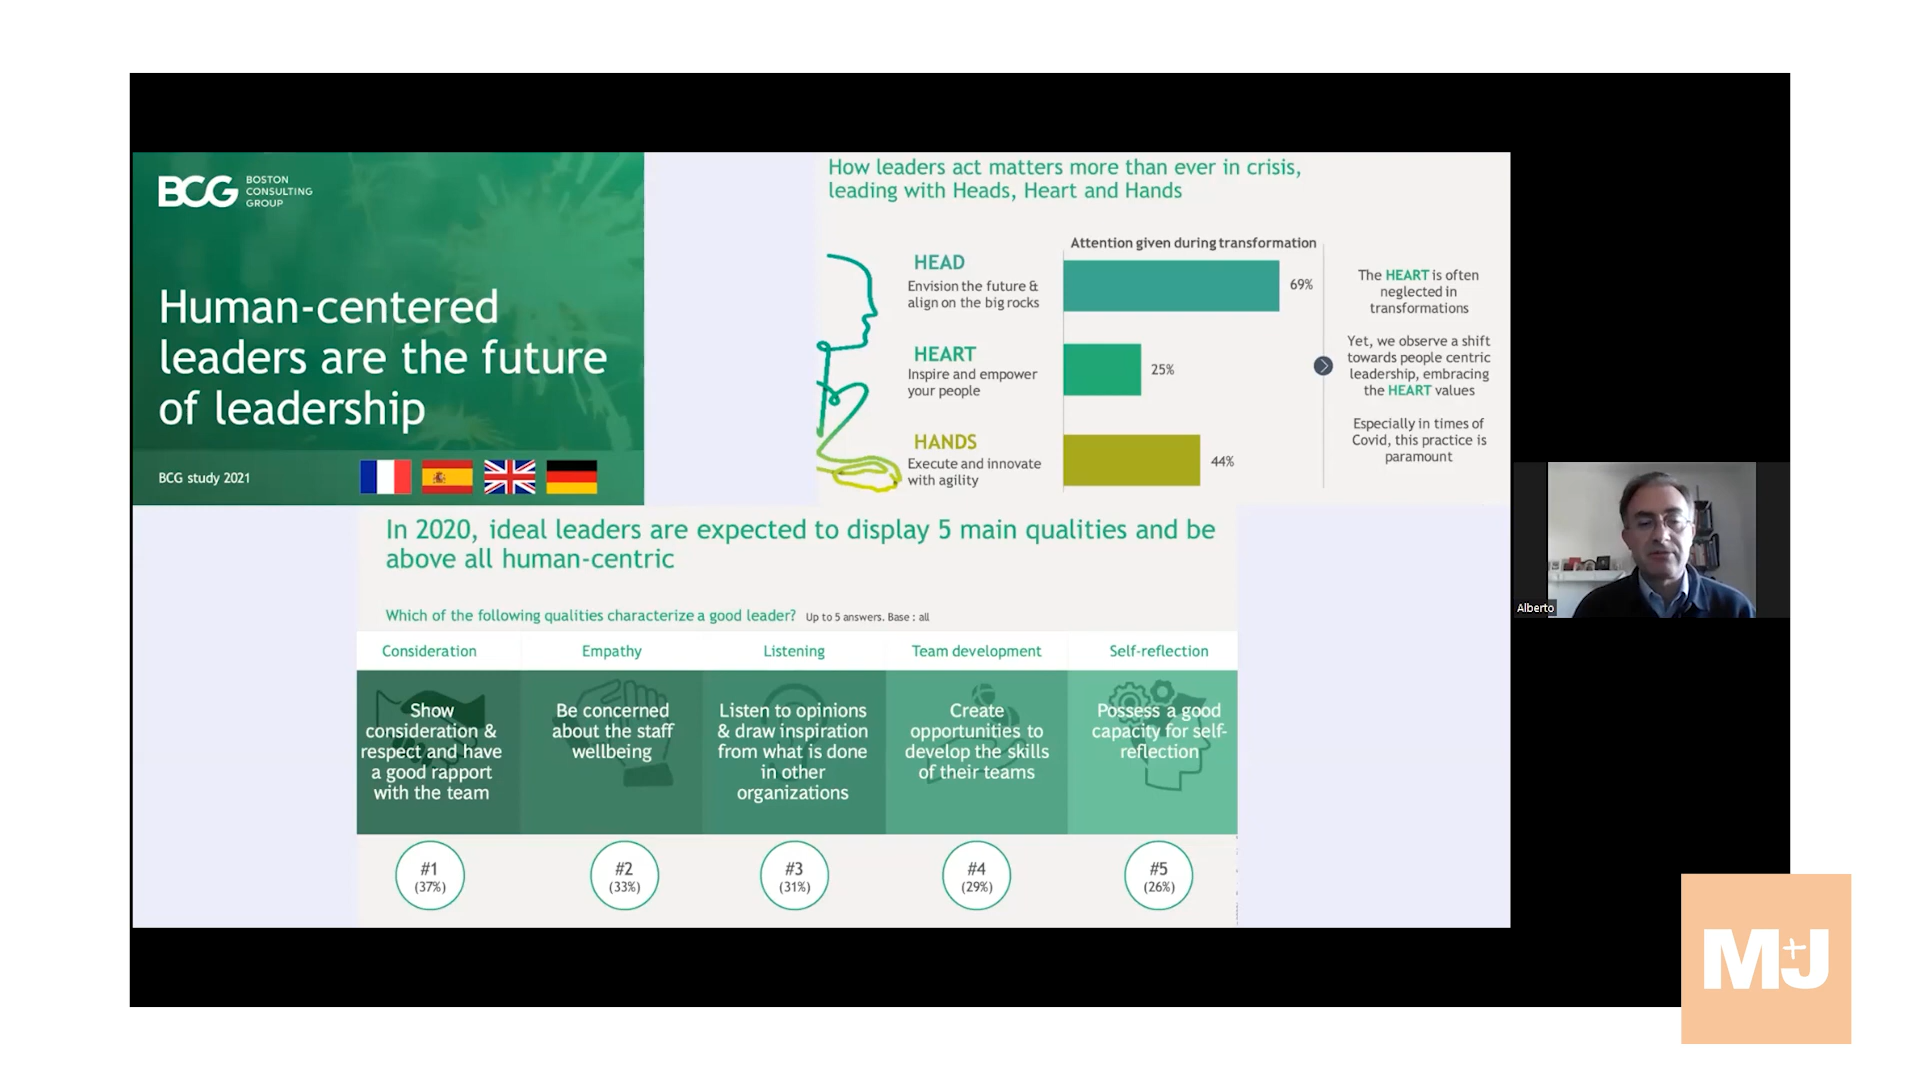 BCG
BOSTON
CONSULTING
GROUP
Human-centered
leaders are the future
of leadership
BCG study 2021
How leaders act matters more than ever in crisis,
leading with Heads, Heart and Hands
Attention given during transformation
HEAD
Envision the future &
align on the big rocks
69%
HEART
Inspire and empower
your people
25%
HANDS
Execute and innovate
with agility
44%
The HEART is often
neglected in
transformations
Yet, we observe a shift
towards people centric
leadership, embracing
the HEART values
Especially in times of
Covid, this practice is
paramount
In 2020, ideal leaders are expected to display 5 main qualities and be
above all human-centric
Which of the following qualities characterize a good leader? Up to 5 answers. Base : all
Consideration
Show
consideration &
respect and have
a good rapport
with the team
#1
(37%)
Empathy
Be concerned
about the staff
wellbeing
#2
(33%)
Listening
Listen to opinions
& draw inspiration
from what is done
in other
organizations
#3
(31%)
Team development
Create
opportunities to
develop the skills
of their teams
#4
(29%)
Self-reflection
Possess a good
capacity for self-
reflection
#5
(26%)
Alberto
M+J